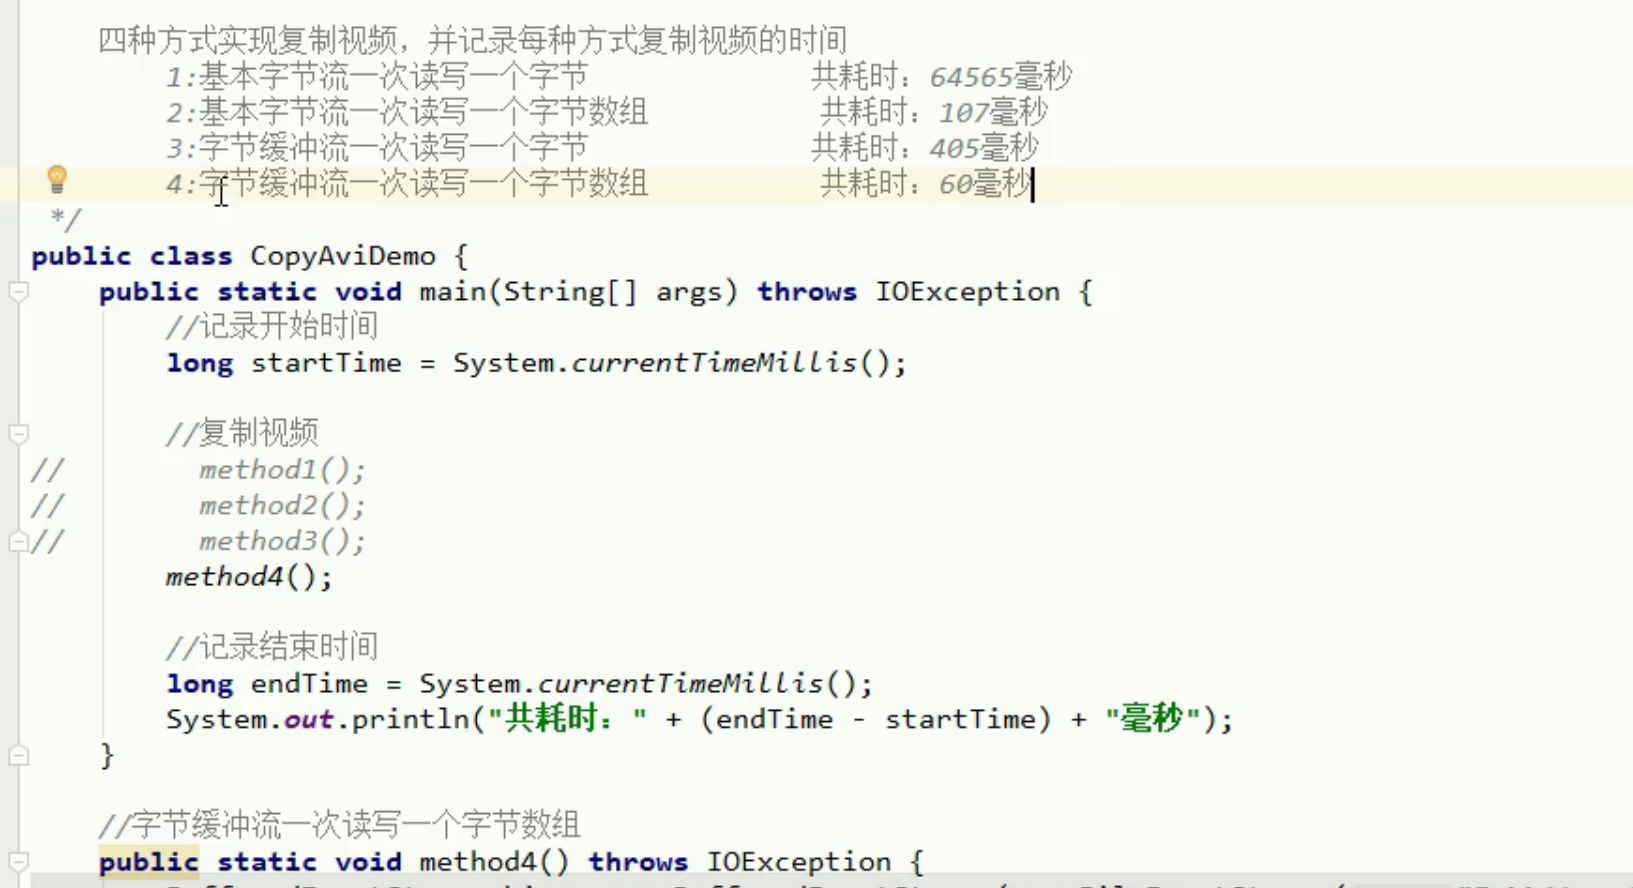 四种方式实现复制视频，并记录每种方式复制视频的时间
1:基本字节流一次读写一个字节 共耗时：64565毫秒
2:基本字节流一次读写一个字节数组 共耗时：107毫秒
3:字节缓冲流一次读写一个字节 共耗时：405毫秒
4:字节缓冲流一次读写一个字节数组 共耗时：60毫秒
*/
public class CopyAviDemo {
public static void main(String[] args) throws IOException {
//记录开始时间
long startTime = System.currentTimeMillis();
//复制视频
// method1();
// method2();
// method3();
method4();
//记录结束时间
long endTime = System.currentTimeMillis();
System.out.println("共耗时：" + (endTime - startTime) + "毫秒");
}
//字节缓冲流一次读写一个字节数组
public static void method4() throws IOException {